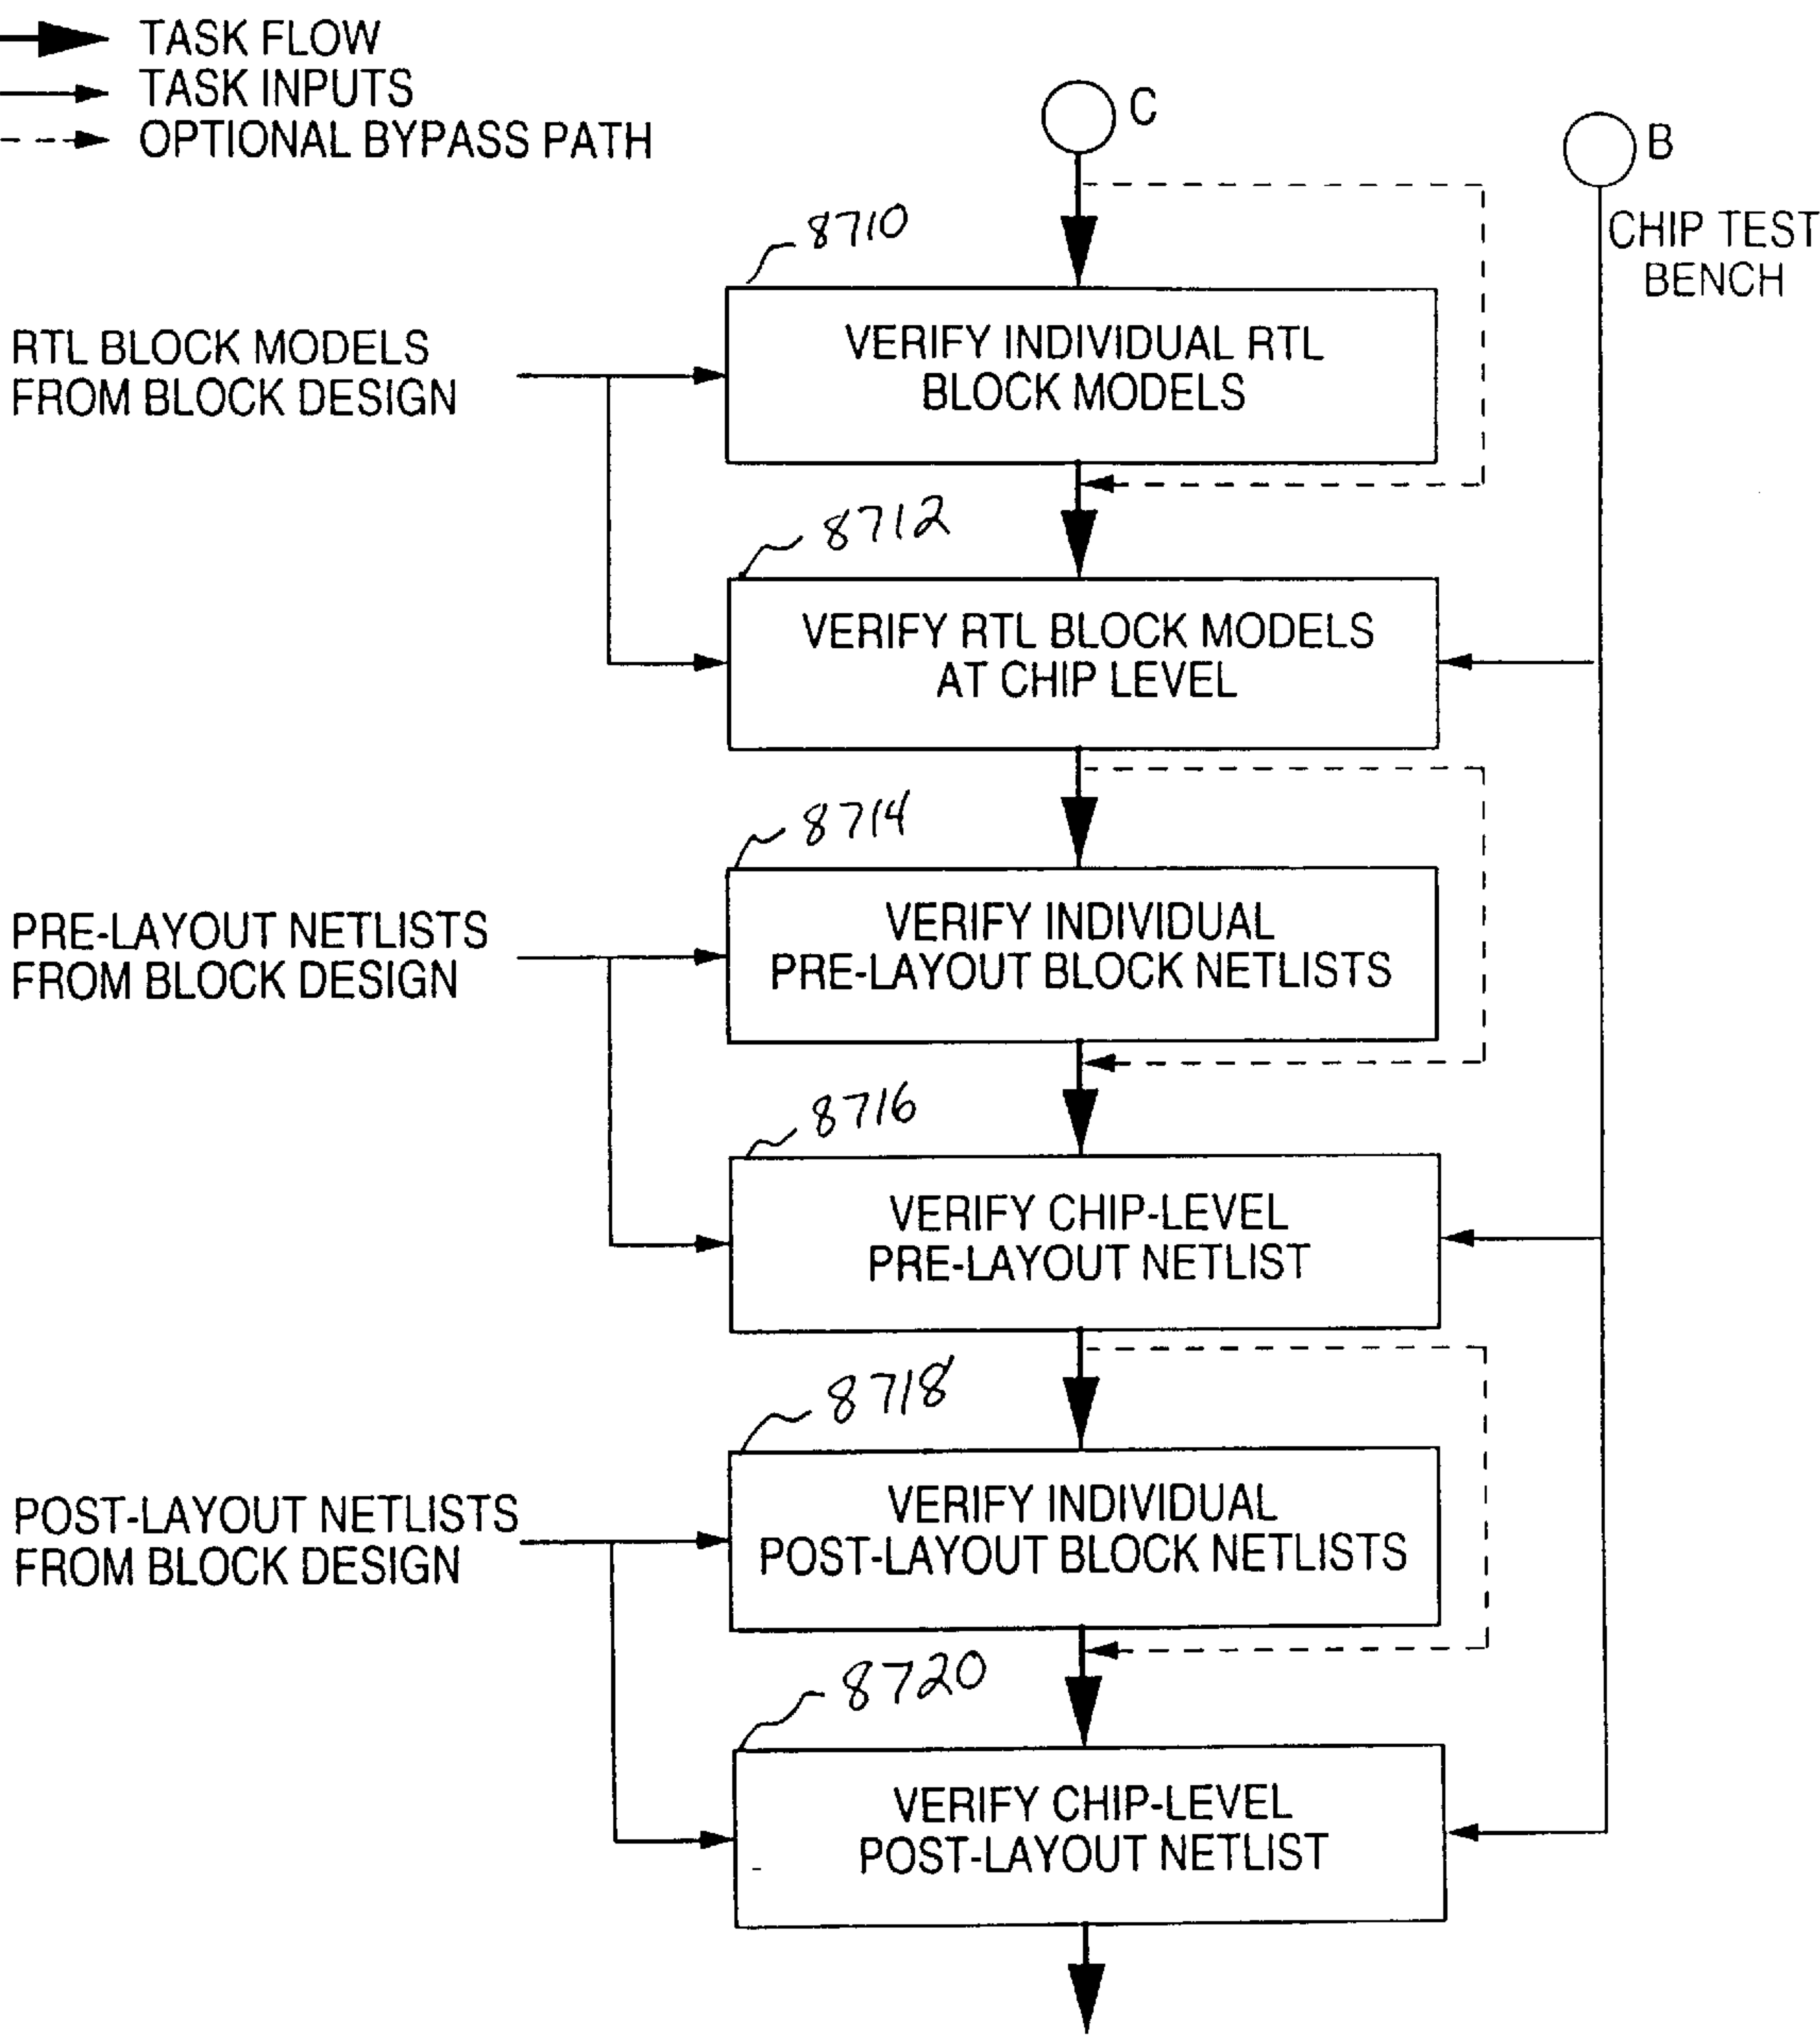 TASK FLOW
TASK INPUTS
OPTIONAL BYPASS PATH
C
B
CHIP TEST
BENCH
8710
VERIFY INDIVIDUAL RTL
BLOCK MODELS
RTL BLOCK MODELS
FROM BLOCK DESIGN
8712
VERIFY RTL BLOCK MODELS
AT CHIP LEVEL
8714
VERIFY INDIVIDUAL
PRE-LAYOUT BLOCK NETLISTS
PRE-LAYOUT NETLISTS
FROM BLOCK DESIGN
8716
VERIFY CHIP-LEVEL
PRE-LAYOUT NETLIST
8718
VERIFY INDIVIDUAL
POST-LAYOUT BLOCK NETLISTS
POST-LAYOUT NETLISTS
FROM BLOCK DESIGN
8720
VERIFY CHIP-LEVEL
POST-LAYOUT NETLIST